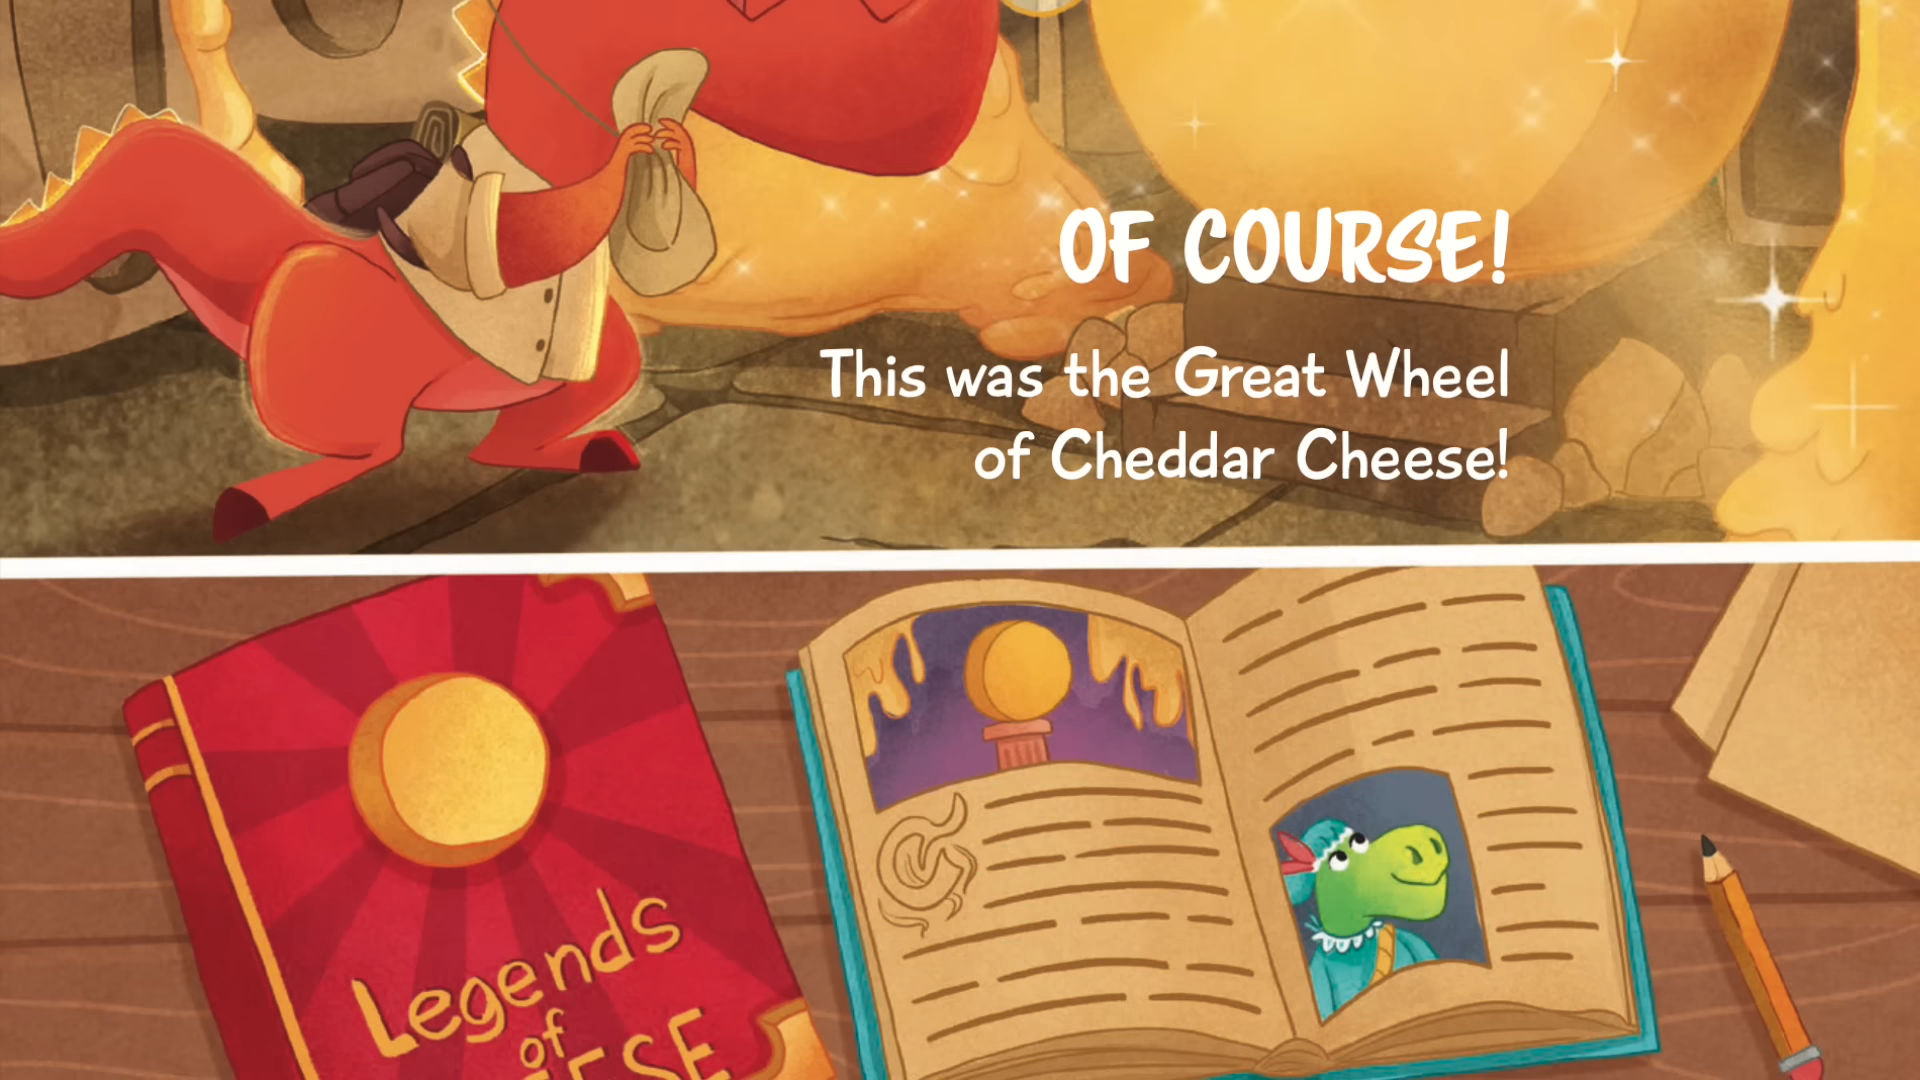 OF COURSE!
This was the Great Wheel
of Cheddar Cheese!
Legends
of